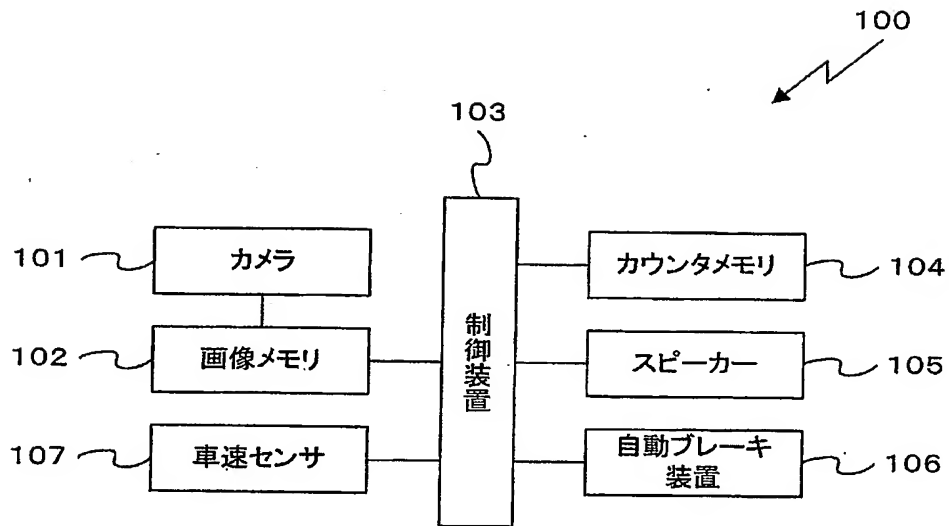 100
103
101
カメラ
カウンタメモリ
104
102
画像メモリ
制御装置
スピーカー
105
107
車速センサ
自動ブレーキ
装置
106